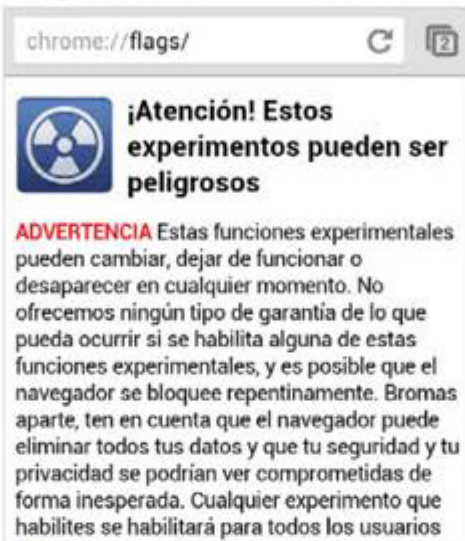 chrome://flags/
2
¡Atención! Estos
experimentos pueden ser
peligrosos
ADVERTENCIA Estas funciones experimentales
pueden cambiar, dejar de funcionar o
desaparecer en cualquier momento. No
ofrecemos ningún tipo de garantía de lo que
pueda ocurrir si se habilita alguna de estas
funciones experimentales, y es posible que el
navegador se bloquee repentinamente. Bromas
aparte, ten en cuenta que el navegador puede
eliminar todos tus datos y que tu seguridad y tu
privacidad se podrían ver comprometidas de
forma inesperada. Cualquier experimento que
habilites se habilitará para todos los usuarios